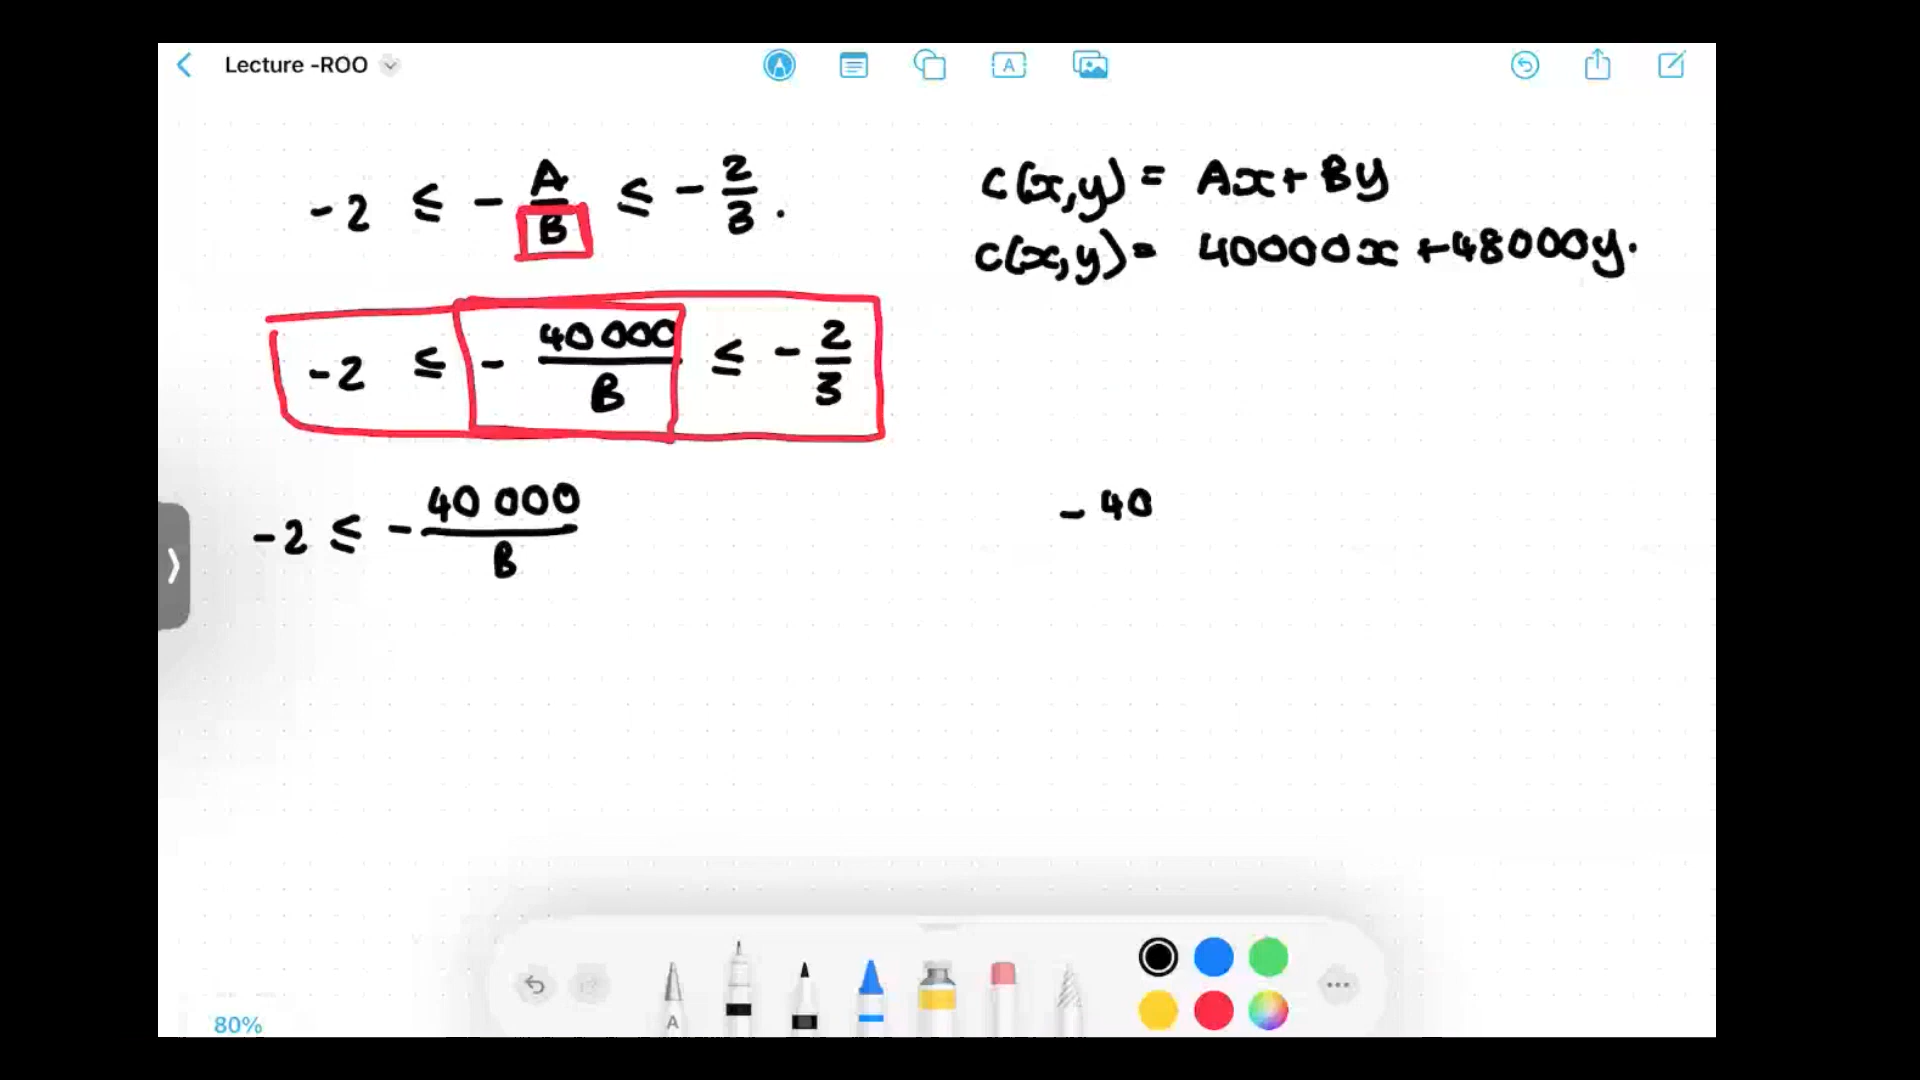 Lecture -ROO
-2 ≤ - A/B ≤ - 2/3 .
c(x,y) = Ax + By
c(x,y) = 40000x + 48000y.
-2 ≤ - 40 000/B ≤ - 2/3
-2 ≤ - 40 000/B
- 40
80%